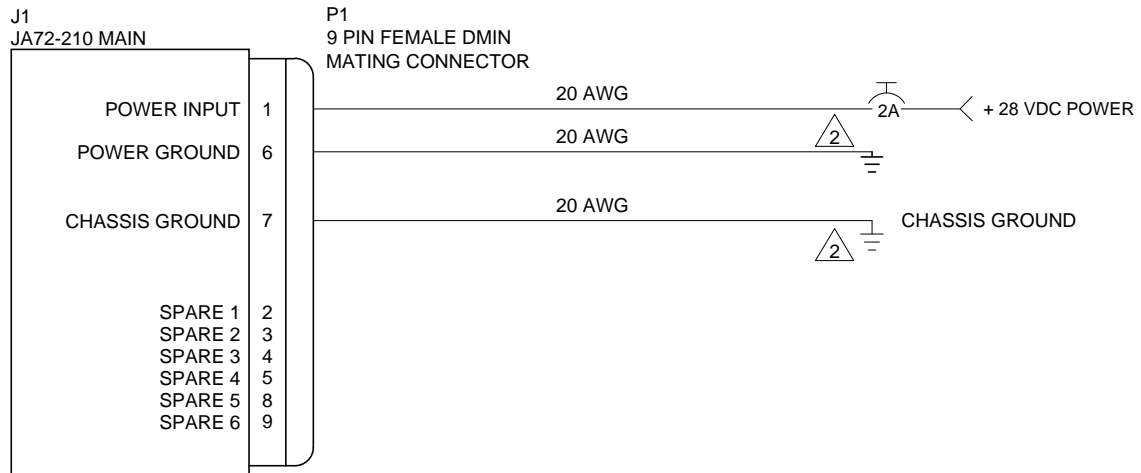 J1
JA72-210 MAIN
P1
9 PIN FEMALE DMIN
MATING CONNECTOR
POWER INPUT 1 20 AWG 2A + 28 VDC POWER
POWER GROUND 6 20 AWG 2
CHASSIS GROUND 7 20 AWG 2 CHASSIS GROUND
SPARE 1 2
SPARE 2 3
SPARE 3 4
SPARE 4 5
SPARE 5 8
SPARE 6 9